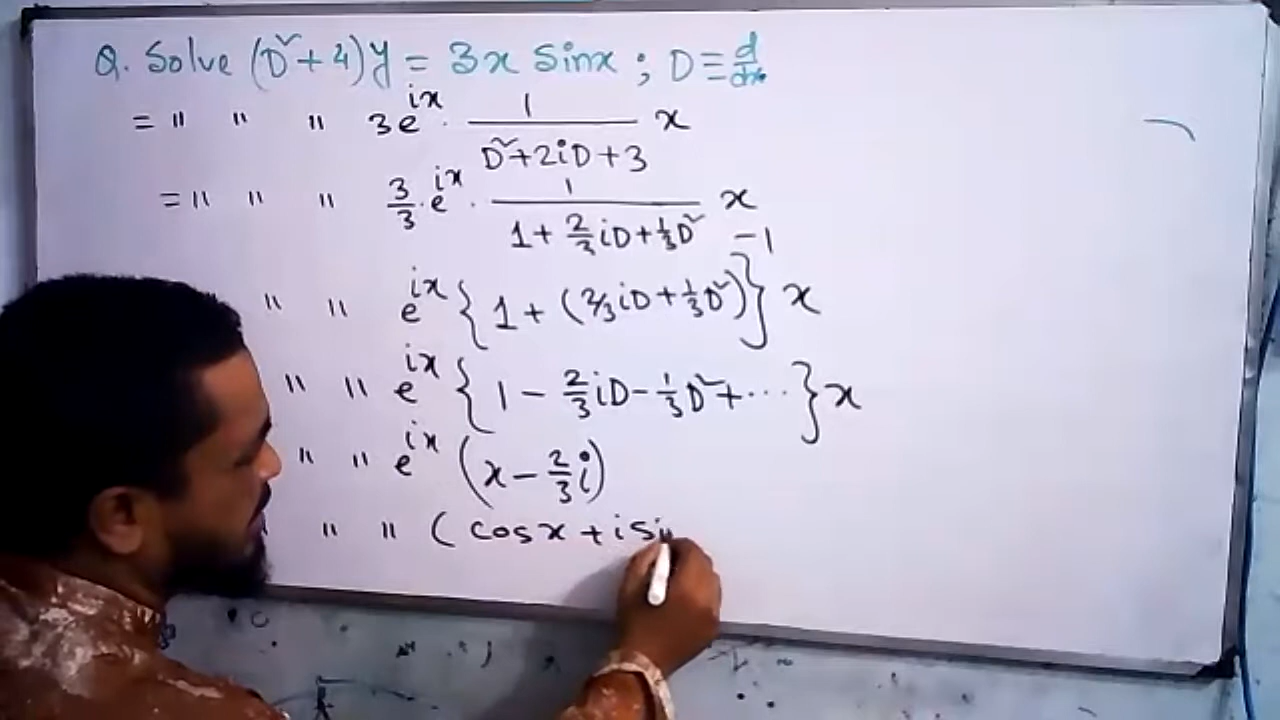 Q. Solve (D²+4)y = 3x Sinx ; D ≡ d/dx
= " " " 3e^{ix} · 1/(D²+2iD+3) x
= " " " 3/3 · e^{ix} · 1/(1+2/3 iD+1/3 D²) x
" " e^{ix} {1+(2/3 iD+1/3 D²)}^{-1} x
" " e^{ix} {1 - 2/3 iD - 1/3 D² + ...} x
" " e^{ix} (x - 2/3 i)
" " (cosx + i Si